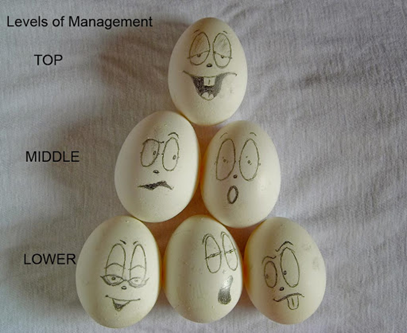 Levels of Management
TOP
MIDDLE
LOWER